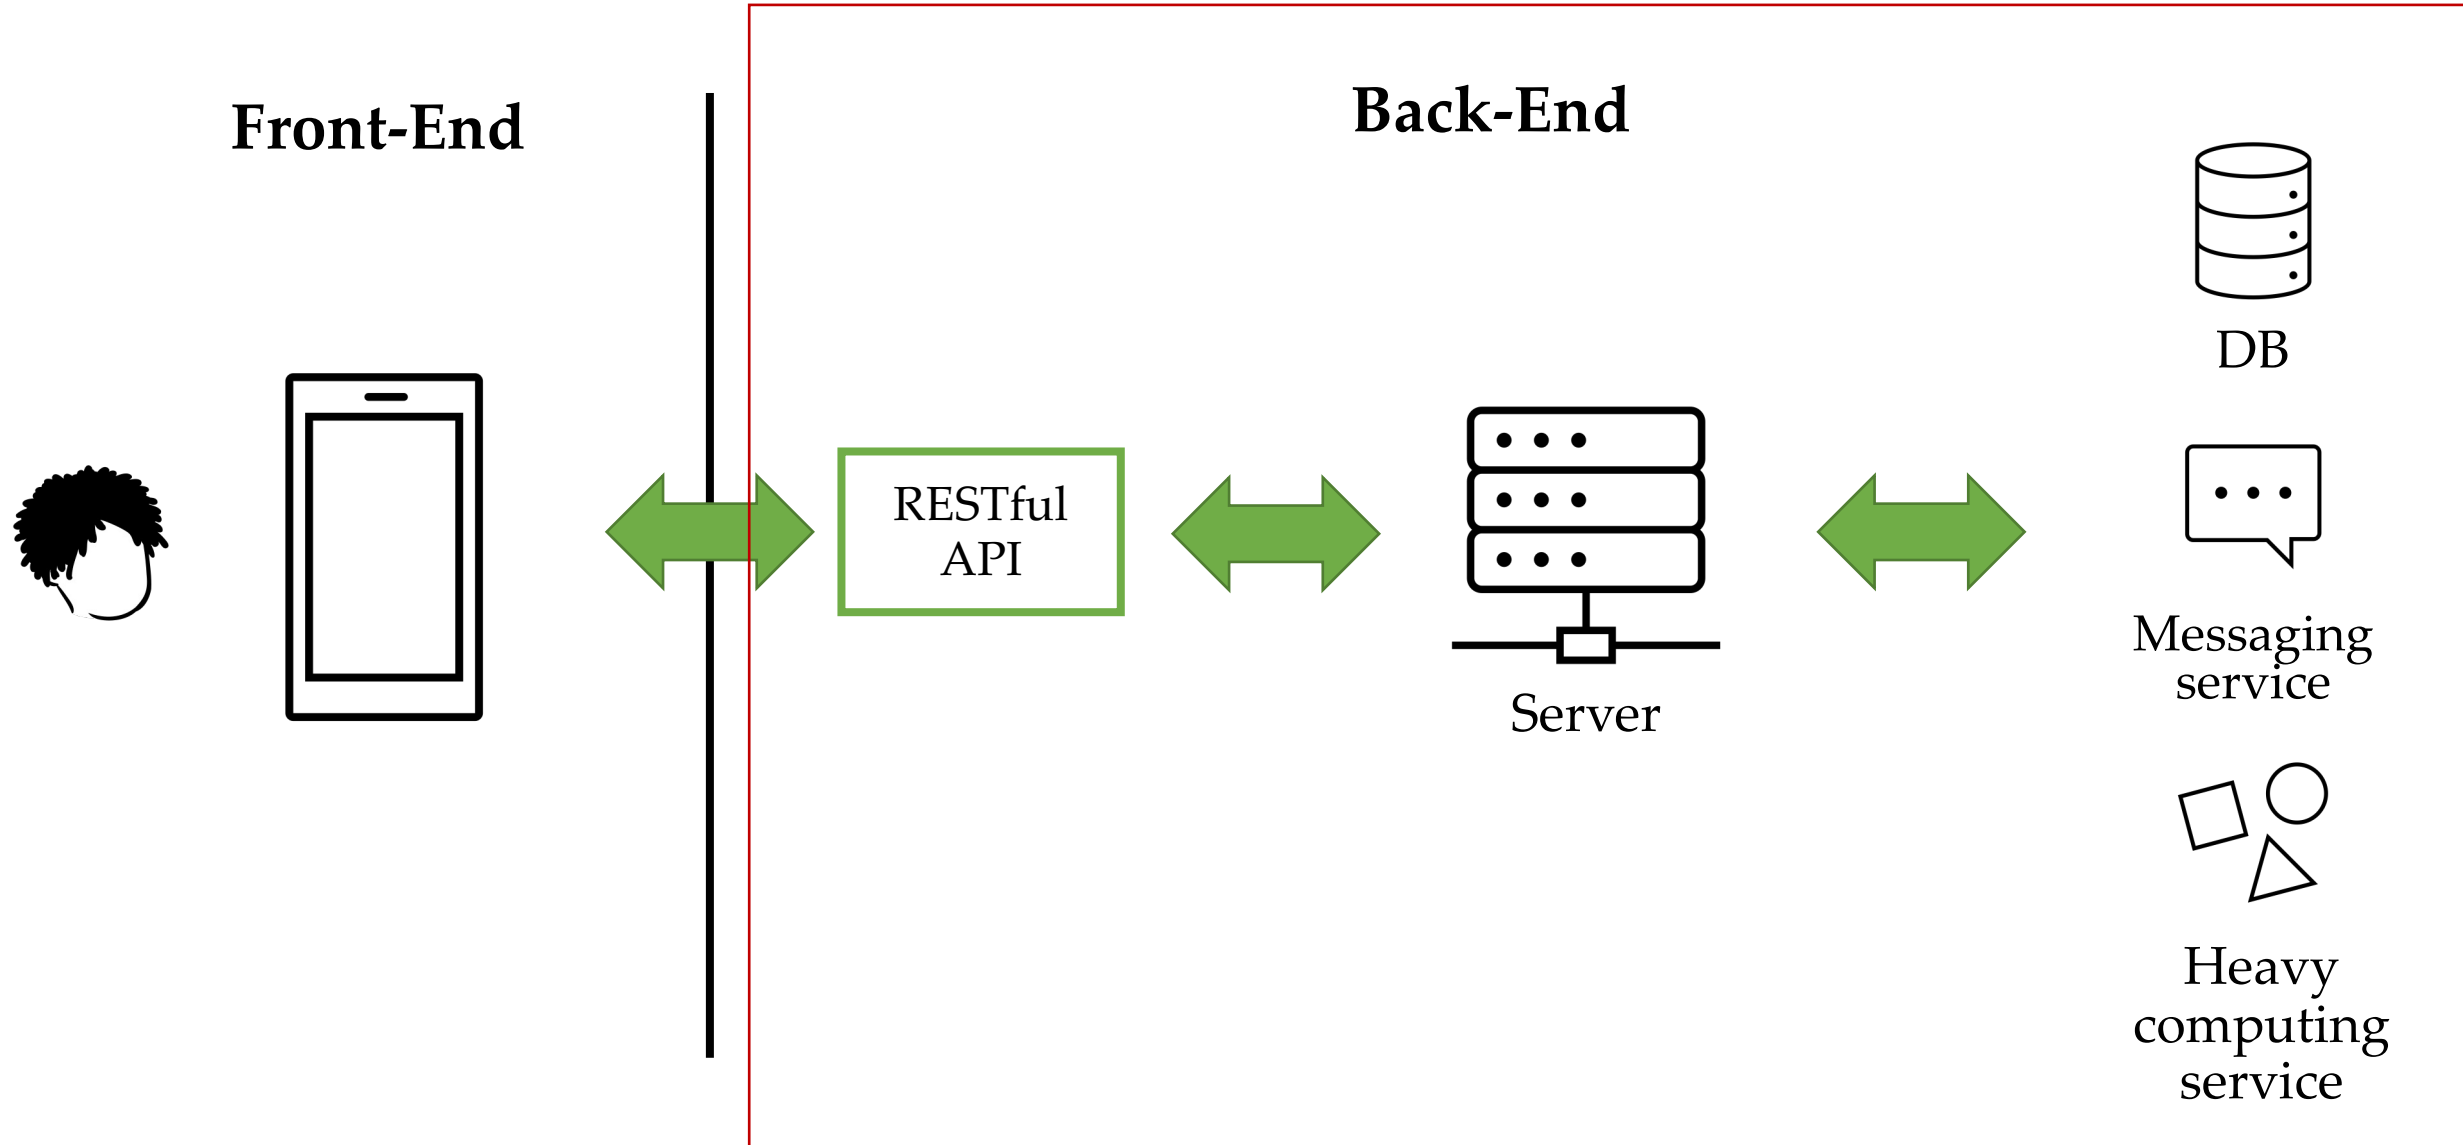 Front-End
Back-End
RESTful
API
Server
DB
Messaging
service
Heavy
computing
service